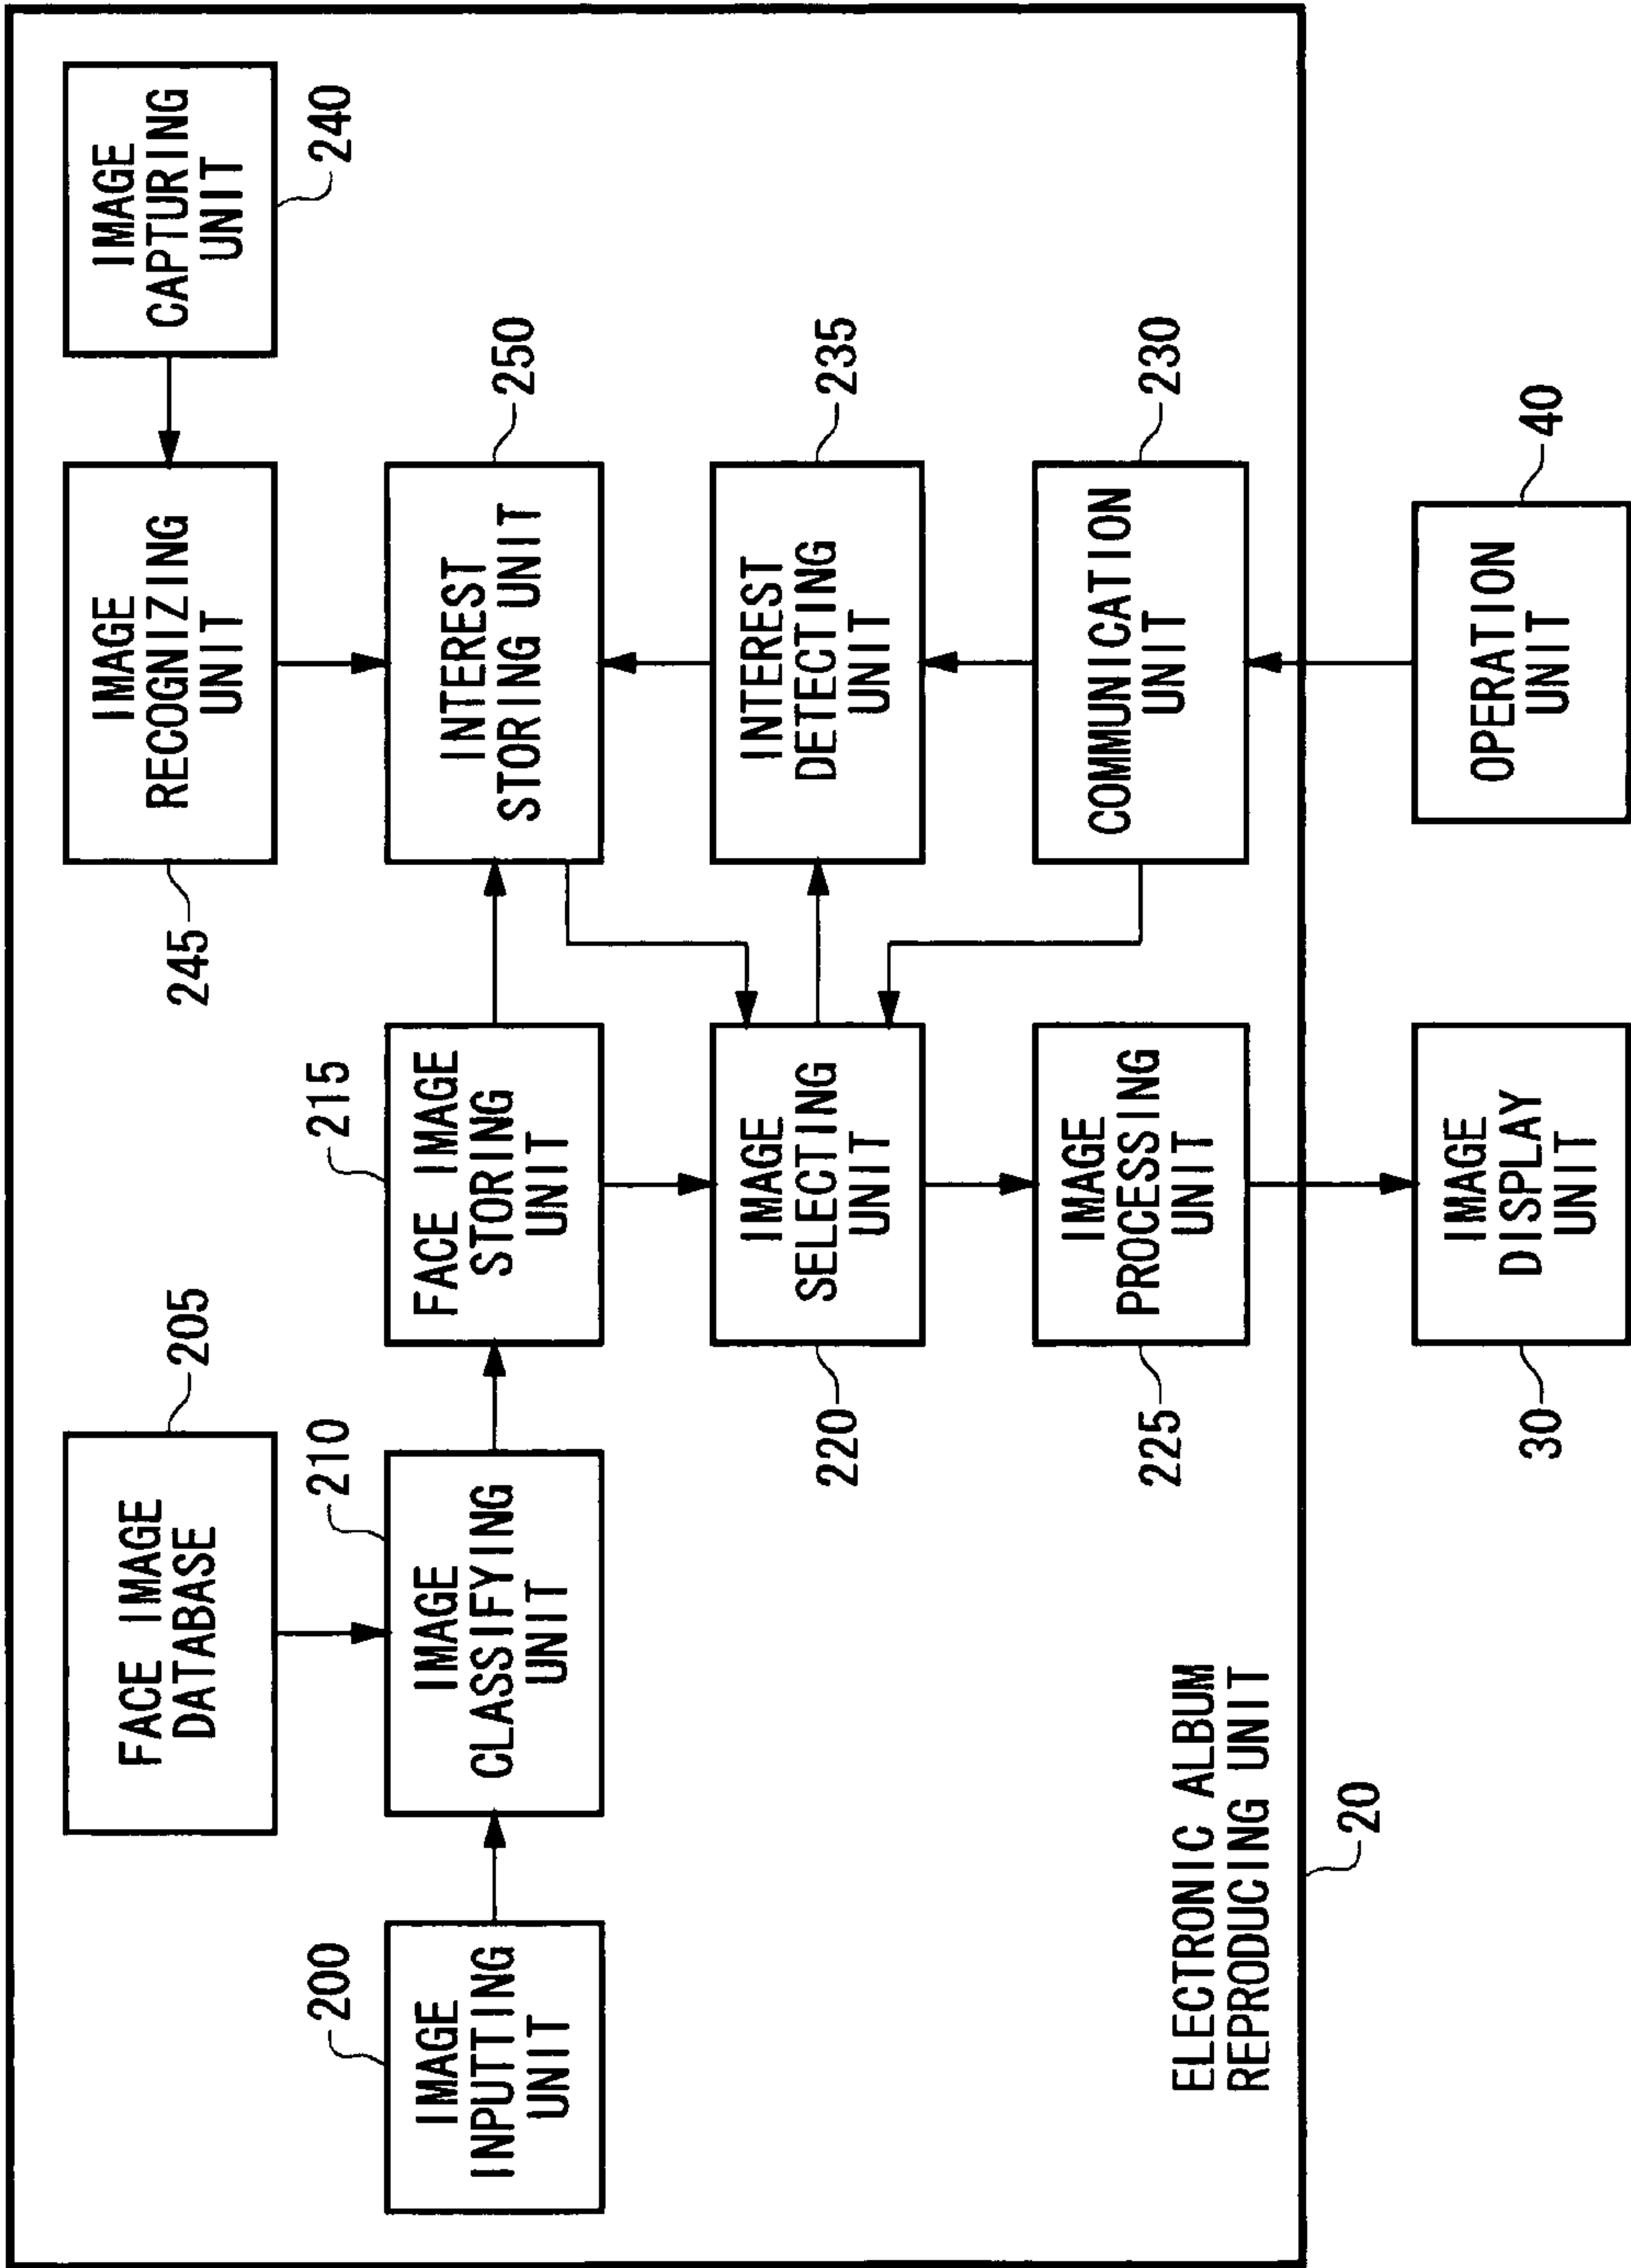 FACE IMAGE
DATABASE
205
IMAGE
RECOGNIZING
UNIT
245
IMAGE
CAPTURING
UNIT
240
200
IMAGE
INPUTTING
UNIT
210
IMAGE
CLASSIFYING
UNIT
215
FACE IMAGE
STORING
UNIT
INTEREST
STORING UNIT
250
IMAGE
SELECTING
UNIT
220
INTEREST
DETECTING
UNIT
235
IMAGE
PROCESSING
UNIT
225
COMMUNICATION
UNIT
230
ELECTRONIC ALBUM
REPRODUCING UNIT
20
IMAGE
DISPLAY
UNIT
30
OPERATION
UNIT
40